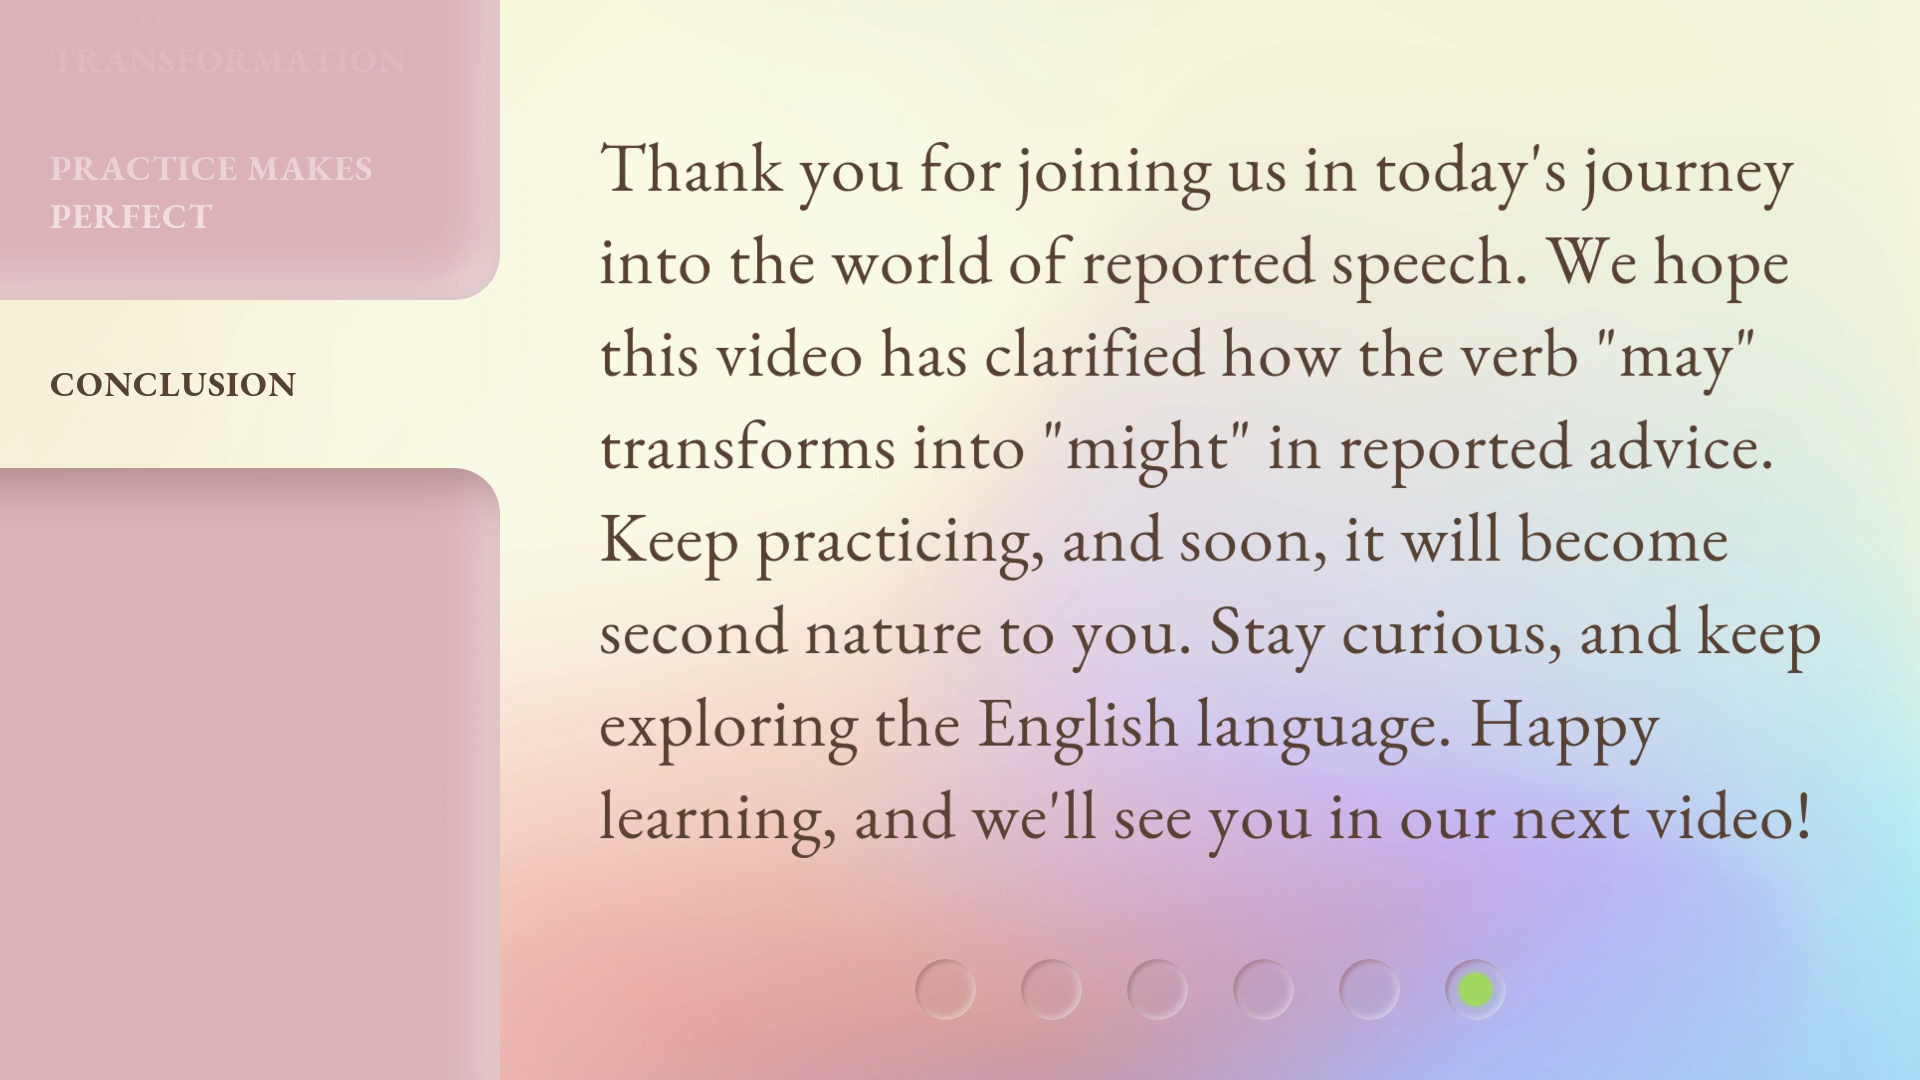 TRANSFORMATION
PRACTICE MAKES
PERFECT
CONCLUSION
Thank you for joining us in today's journey
into the world of reported speech. We hope
this video has clarified how the verb "may"
transforms into "might" in reported advice.
Keep practicing, and soon, it will become
second nature to you. Stay curious, and keep
exploring the English language. Happy
learning, and we'll see you in our next video!